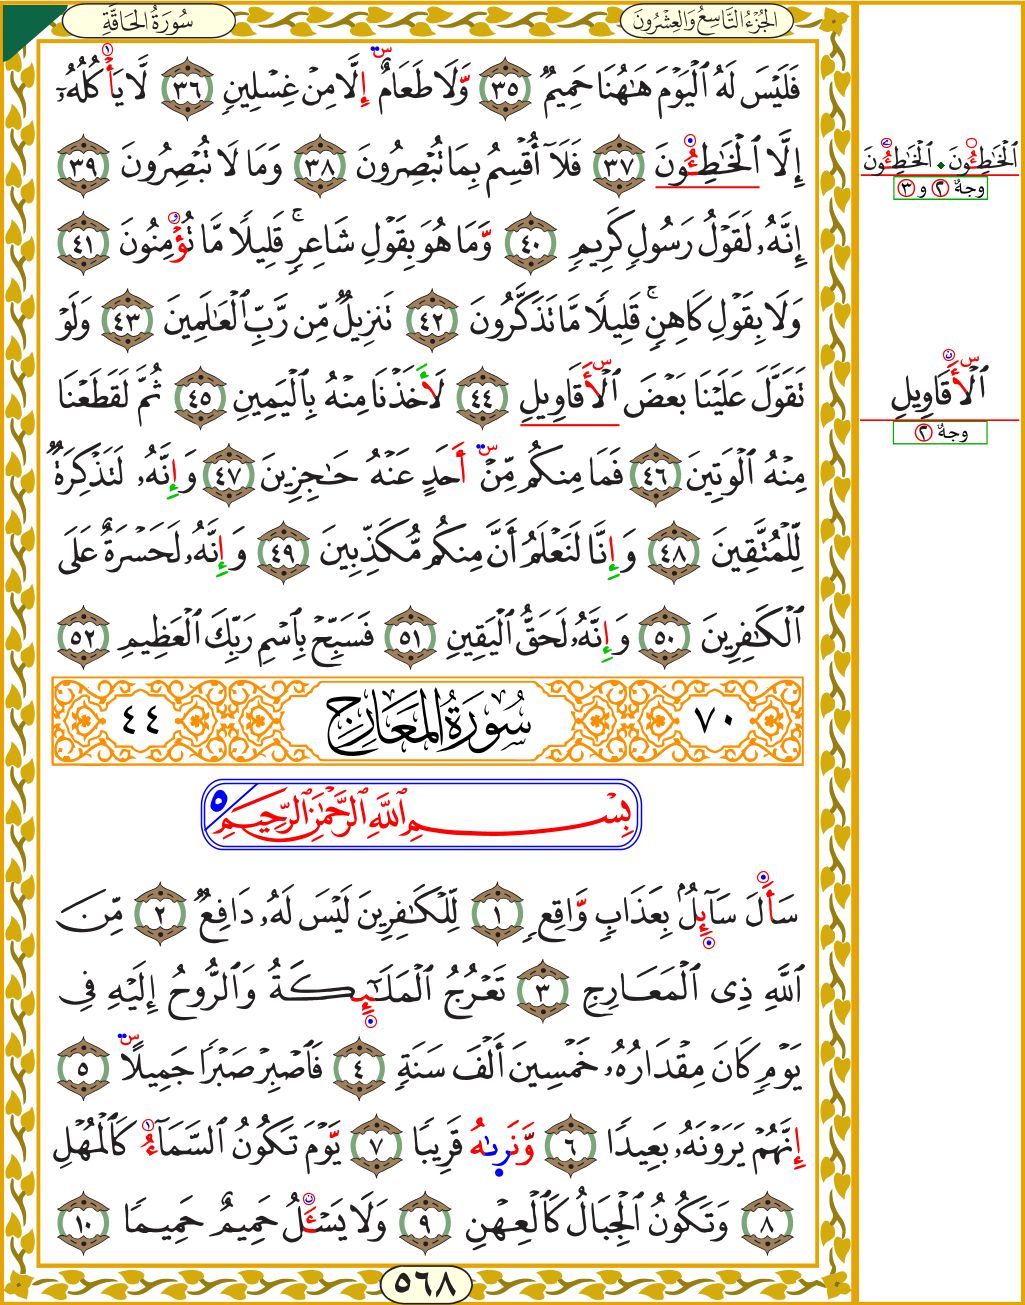 سُورَةُ الحَاقَّةِ
الجُزْءُ التَّاسِعُ وَالعِشْرُونَ
فَلَيْسَ لَهُ ٱلْيَوْمَ هَٰهُنَا حَمِيمٌ ٣٥ وَّلَا طَعَامٌ إِلَّا مِنْ غِسْلِينٍ ٣٦ لَّا يَأْكُلُهُۥٓ
إِلَّا ٱلْخَٰطِـُٔونَ ٣٧ فَلَآ أُقْسِمُ بِمَا تُبْصِرُونَ ٣٨ وَمَا لَا تُبْصِرُونَ ٣٩
إِنَّهُۥ لَقَوْلُ رَسُولٍ كَرِيمٍ ٤٠ وَّمَا هُوَ بِقَوْلِ شَاعِرٍۚ قَلِيلًا مَّا تُؤْمِنُونَ ٤١
وَلَا بِقَوْلِ كَاهِنٍۚ قَلِيلًا مَّا تَذَكَّرُونَ ٤٢ تَنزِيلٌ مِّن رَّبِّ ٱلْعَٰلَمِينَ ٤٣ وَلَوْ
تَقَوَّلَ عَلَيْنَا بَعْضَ ٱلْأَقَاوِيلِ ٤٤ لَأَخَذْنَا مِنْهُ بِٱلْيَمِينِ ٤٥ ثُمَّ لَقَطَعْنَا
مِنْهُ ٱلْوَتِينَ ٤٦ فَمَا مِنكُم مِّنْ أَحَدٍ عَنْهُ حَٰجِزِينَ ٤٧ وَإِنَّهُۥ لَتَذْكِرَةٌ
لِّلْمُتَّقِينَ ٤٨ وَإِنَّا لَنَعْلَمُ أَنَّ مِنكُم مُّكَذِّبِينَ ٤٩ وَإِنَّهُۥ لَحَسْرَةٌ عَلَى
ٱلْكَٰفِرِينَ ٥٠ وَإِنَّهُۥ لَحَقُّ ٱلْيَقِينِ ٥١ فَسَبِّحْ بِٱسْمِ رَبِّكَ ٱلْعَظِيمِ ٥٢
٧٠ سُورَةُ المَعَارِجِ ٤٤
بِسْمِ ٱللَّهِ ٱلرَّحْمَٰنِ ٱلرَّحِيمِ ٥
سَأَلَ سَآئِلٌۢ بِعَذَابٍ وَّاقِعٍ ١ لِّلْكَٰفِرِينَ لَيْسَ لَهُۥ دَافِعٌ ٢ مِّنَ
ٱللَّهِ ذِى ٱلْمَعَارِجِ ٣ تَعْرُجُ ٱلْمَلَٰٓئِكَةُ وَٱلرُّوحُ إِلَيْهِ فِى
يَوْمٍ كَانَ مِقْدَارُهُۥ خَمْسِينَ أَلْفَ سَنَةٍ ٤ فَٱصْبِرْ صَبْرًا جَمِيلًا ٥
إِنَّهُمْ يَرَوْنَهُۥ بَعِيدًا ٦ وَّنَرَىٰهُ قَرِيبًا ٧ يَوْمَ تَكُونُ ٱلسَّمَآءُ كَٱلْمُهْلِ
٨ وَتَكُونُ ٱلْجِبَالُ كَٱلْعِهْنِ ٩ وَلَا يَسْـَٔلُ حَمِيمٌ حَمِيمًا ١٠
٥٦٨
ٱلْخَٰطِـُٔونَ . ٱلْخَٰطِـُٔونَ
وجهٌ ٢ و ٣
ٱلْأَقَاوِيلِ
وجهٌ ٢